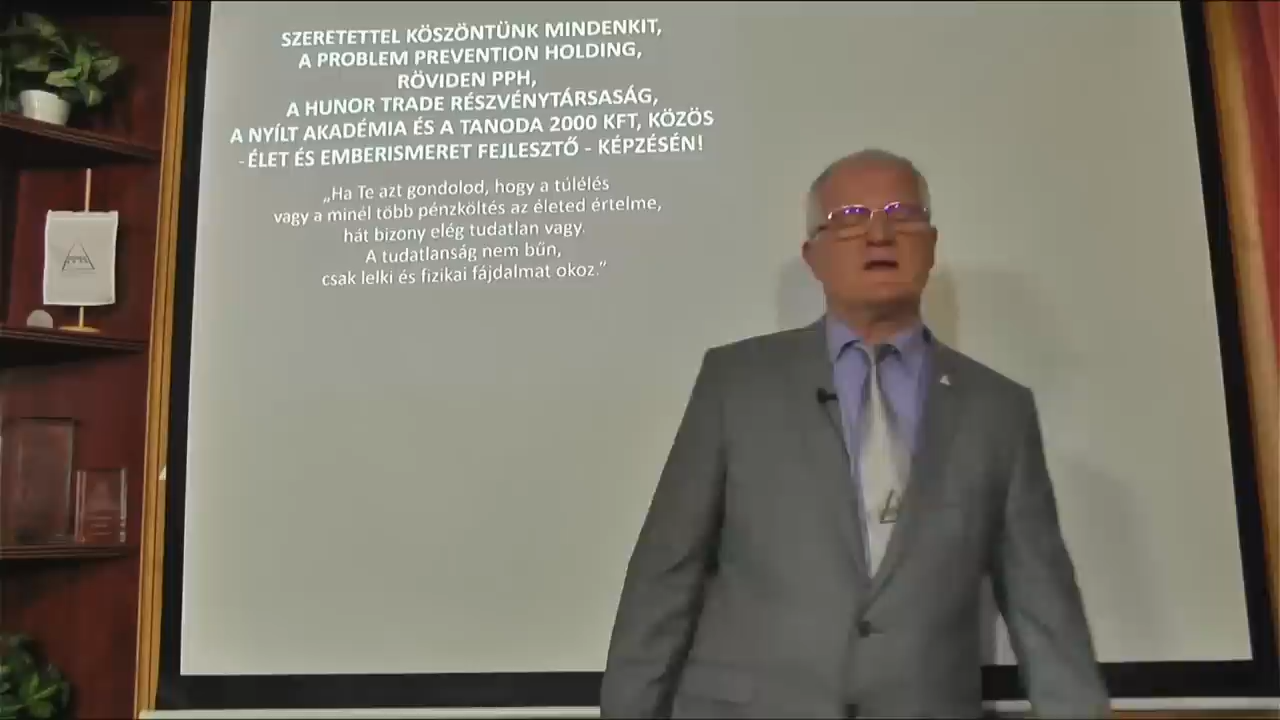 SZERETETTEL KÖSZÖNTÜNK MINDENKIT,
A PROBLEM PREVENTION HOLDING,
RÖVIDEN PPH,
A HUNOR TRADE RÉSZVÉNYTÁRSASÁG,
A NYÍLT AKADÉMIA ÉS A TANODA 2000 KFT, KÖZÖS
- ÉLET ÉS EMBERISMERET FEJLESZTŐ - KÉPZÉSÉN!
„Ha Te azt gondolod, hogy a túlélés
vagy a minél több pénzköltés az életed értelme,
hát bizony elég tudatlan vagy.
A tudatlanság nem bűn,
csak lelki és fizikai fájdalmat okoz.”